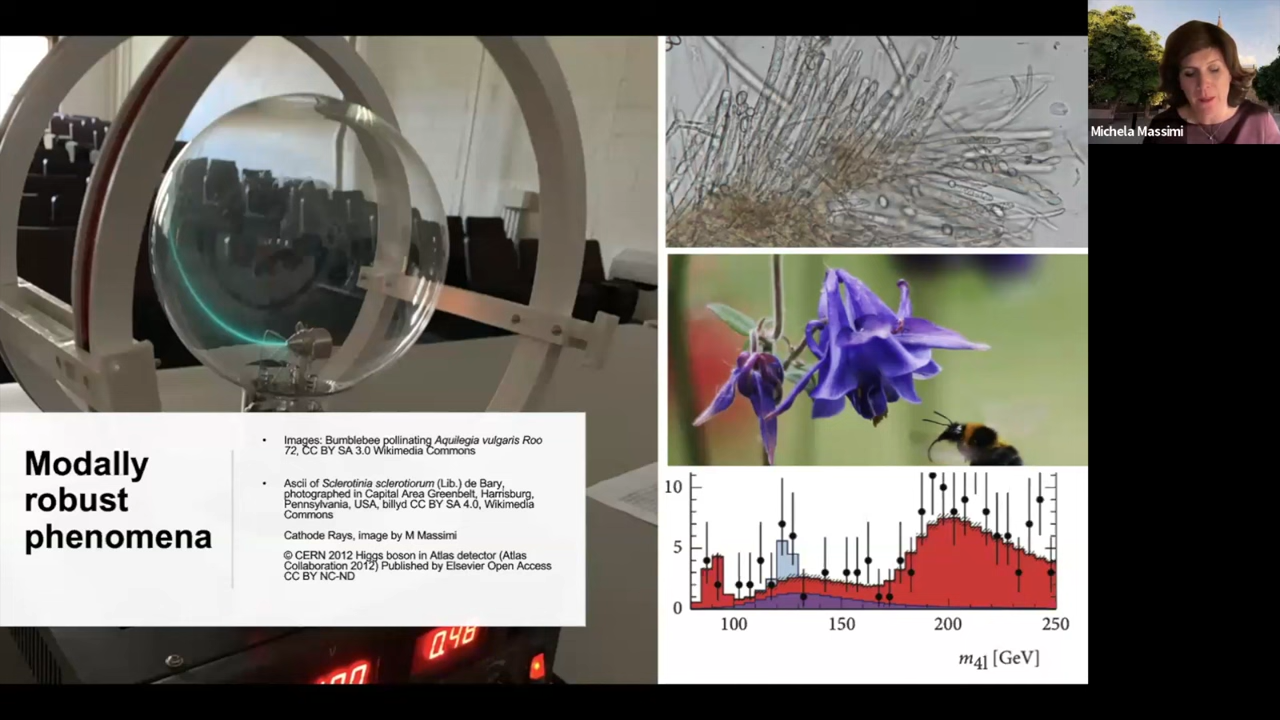 Michela Massimi
Modally
robust
phenomena
• Images: Bumblebee pollinating Aquilegia vulgaris Roo
72, CC BY SA 3.0 Wikimedia Commons
• Ascii of Sclerotinia sclerotiorum (Lib.) de Bary,
photographed in Capital Area Greenbelt, Harrisburg,
Pennsylvania, USA, billyd CC BY SA 4.0, Wikimedia
Commons
Cathode Rays, image by M Massimi
© CERN 2012 Higgs boson in Atlas detector (Atlas
Collaboration 2012) Published by Elsevier Open Access
CC BY NC-ND
0.48
10
5
0
100 150 200 250
m4l [GeV]